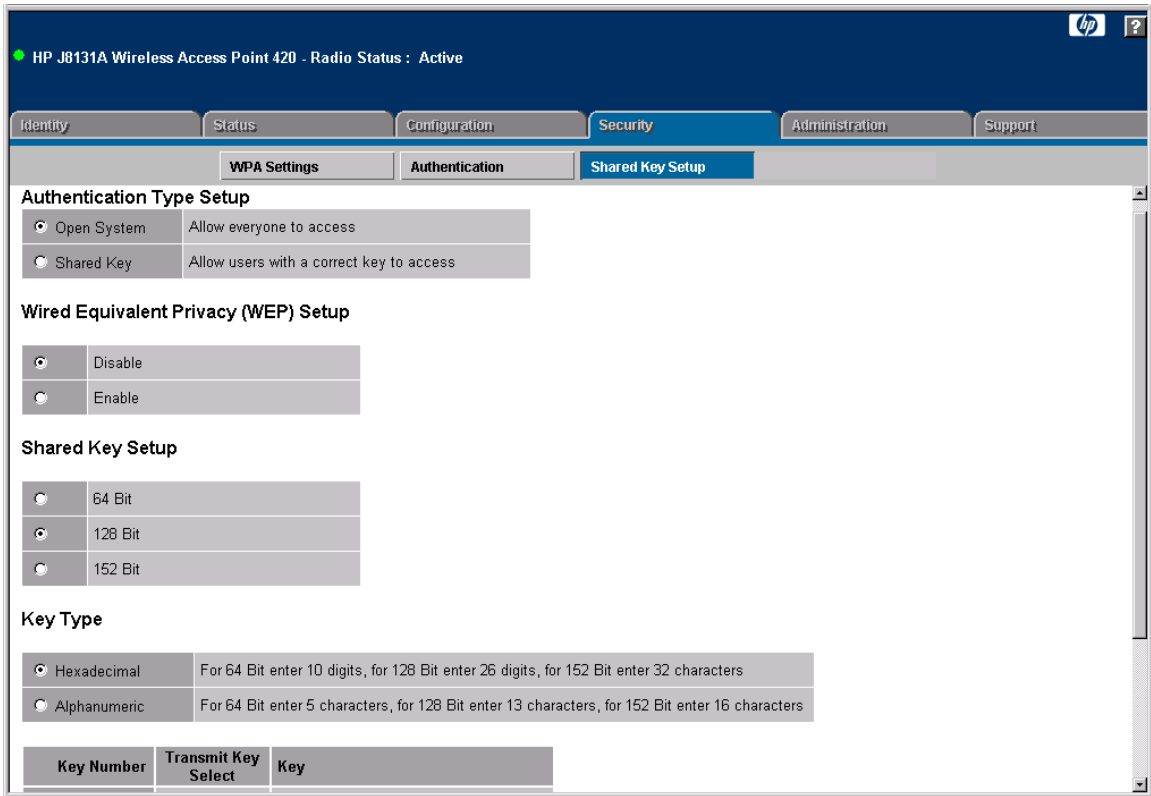 hp ?
HP J8131A Wireless Access Point 420 - Radio Status : Active
Identity Status Configuration Security Administration Support
WPA Settings Authentication Shared Key Setup
Authentication Type Setup
Open System Allow everyone to access
Shared Key Allow users with a correct key to access
Wired Equivalent Privacy (WEP) Setup
Disable
Enable
Shared Key Setup
64 Bit
128 Bit
152 Bit
Key Type
Hexadecimal For 64 Bit enter 10 digits, for 128 Bit enter 26 digits, for 152 Bit enter 32 characters
Alphanumeric For 64 Bit enter 5 characters, for 128 Bit enter 13 characters, for 152 Bit enter 16 characters
Key Number Transmit Key Select Key